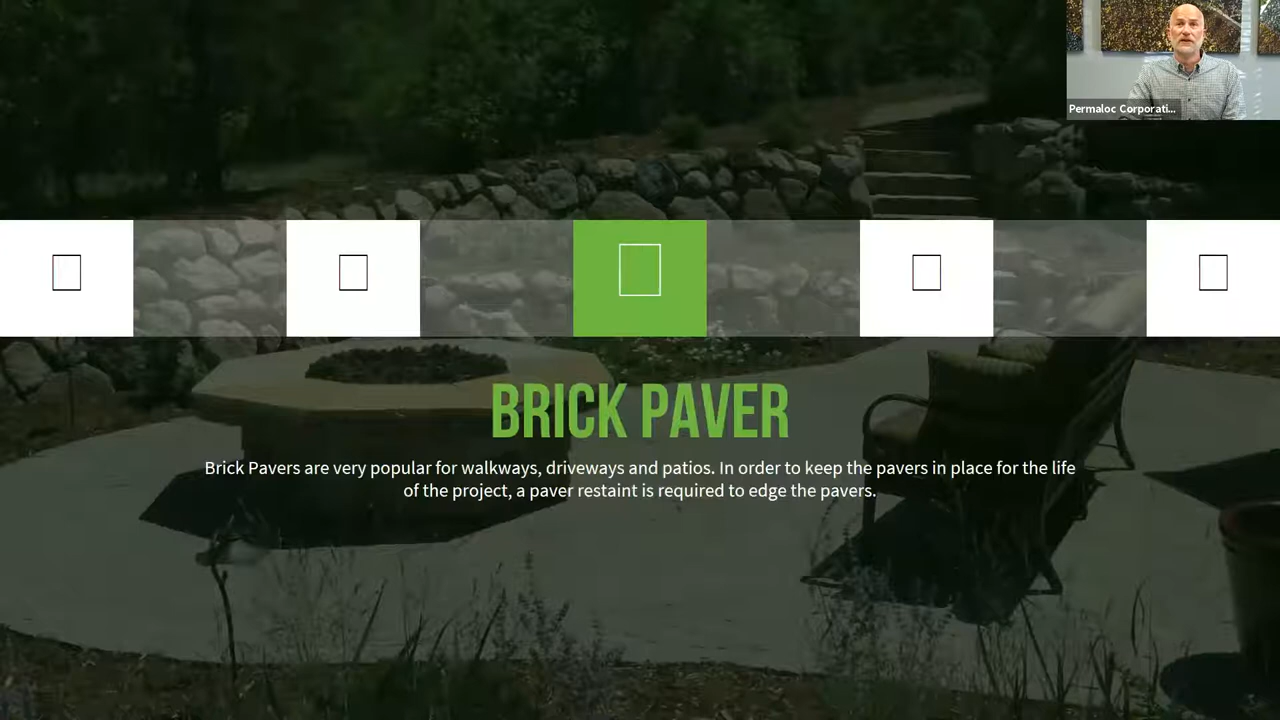 Permaloc Corporati...
BRICK PAVER
Brick Pavers are very popular for walkways, driveways and patios. In order to keep the pavers in place for the life
of the project, a paver restaint is required to edge the pavers.